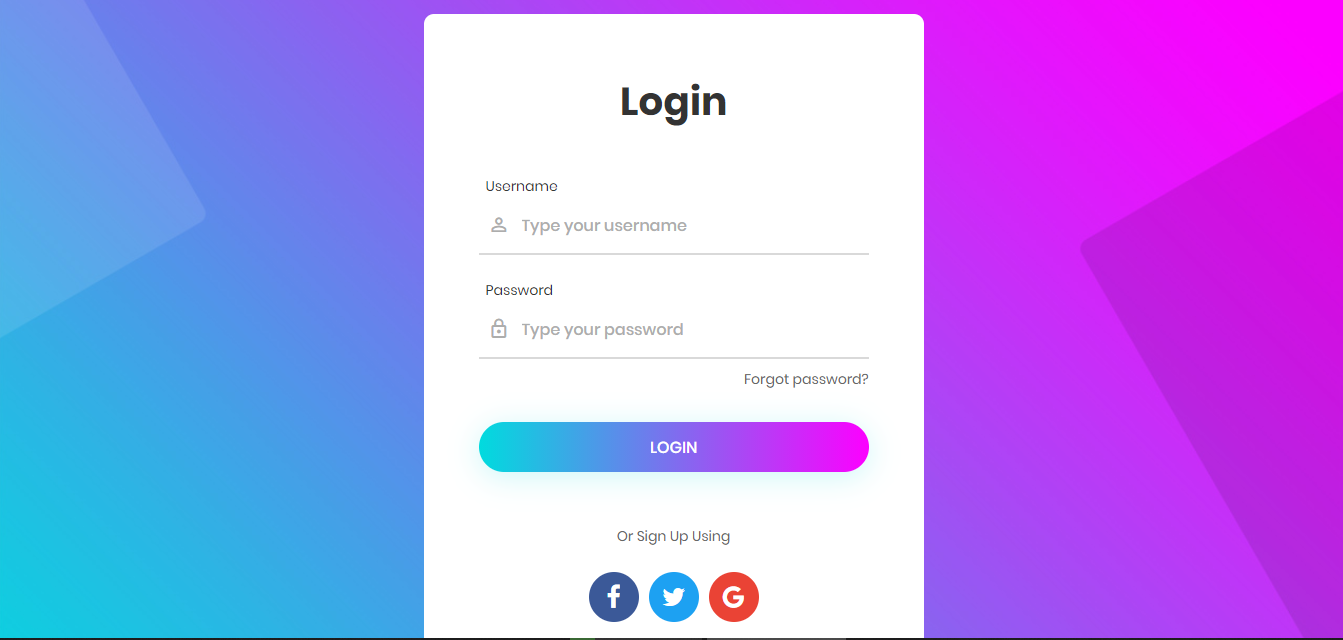 Login
Username
Type your username
Password
Type your password
Forgot password?
LOGIN
Or Sign Up Using